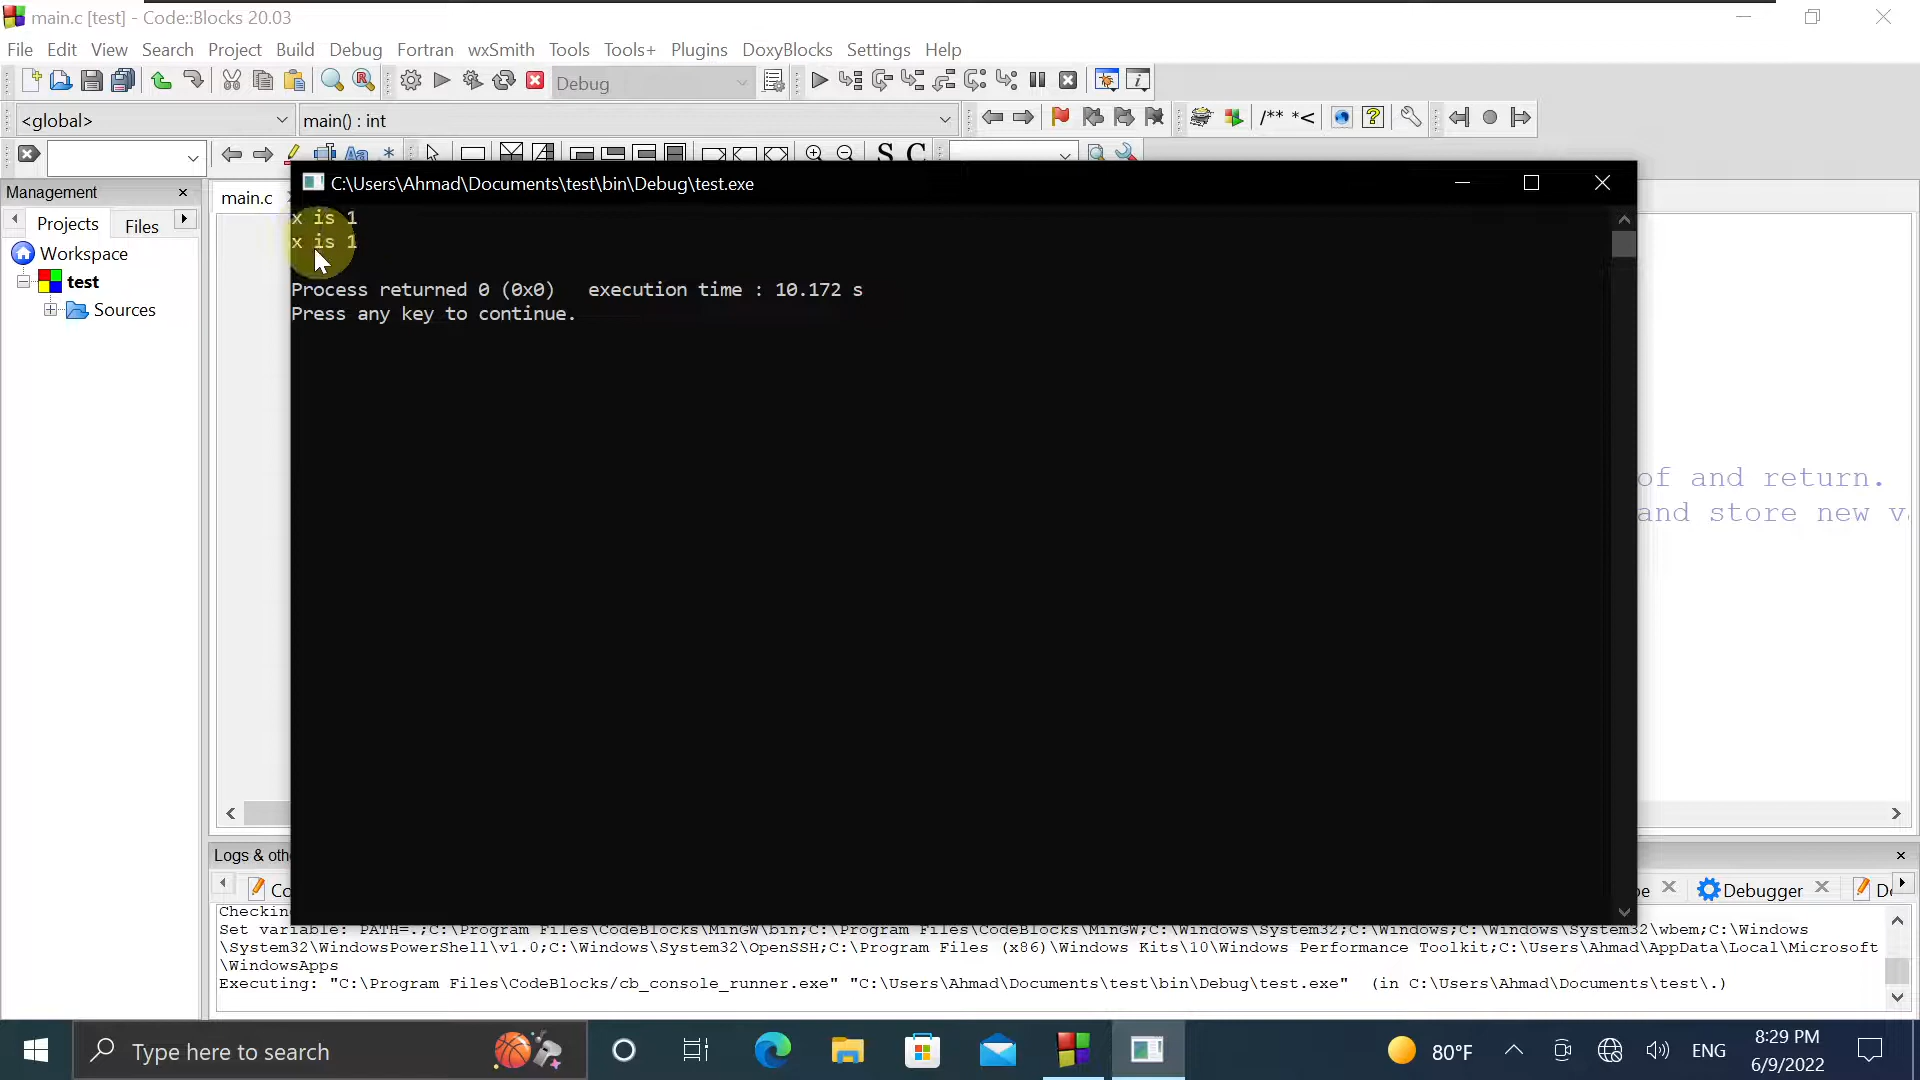 main.c [test] - Code::Blocks 20.03
File Edit View Search Project Build Debug Fortran wxSmith Tools Tools+ Plugins DoxyBlocks Settings Help
Debug
<global> main() : int
/** *<
S C
Management
main.c
C:\Users\Ahmad\Documents\test\bin\Debug\test.exe
Projects Files
Workspace
test
Sources
x is 1
x is 1
Process returned 0 (0x0) execution time : 10.172 s
Press any key to continue.
of and return.
and store new
Logs &
Debugger
Set variable: PATH=.;C:\Program Files\CodeBlocks\MinGW\bin;C:\Program Files\CodeBlocks\MinGW;C:\Windows\System32;C:\Windows;C:\Windows\System32\wbem;C:\Windows
\System32\WindowsPowerShell\v1.0;C:\Windows\System32\OpenSSH;C:\Program Files (x86)\Windows Kits\10\Windows Performance Toolkit;C:\Users\Ahmad\AppData\Local\Microsoft
\WindowsApps
Executing: "C:\Program Files\CodeBlocks/cb_console_runner.exe" "C:\Users\Ahmad\Documents\test\bin\Debug\test.exe" (in C:\Users\Ahmad\Documents\test\.)
Type here to search
80°F
ENG
8:29 PM
6/9/2022